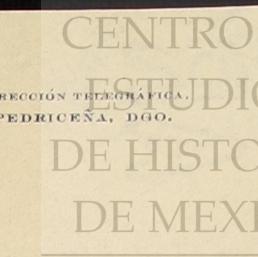 CENTRO
ESTUDIO
RECCIÓN TELEGRÁFICA.
PEDRICEÑA, DGO.
DE HISTO
DE MEXI